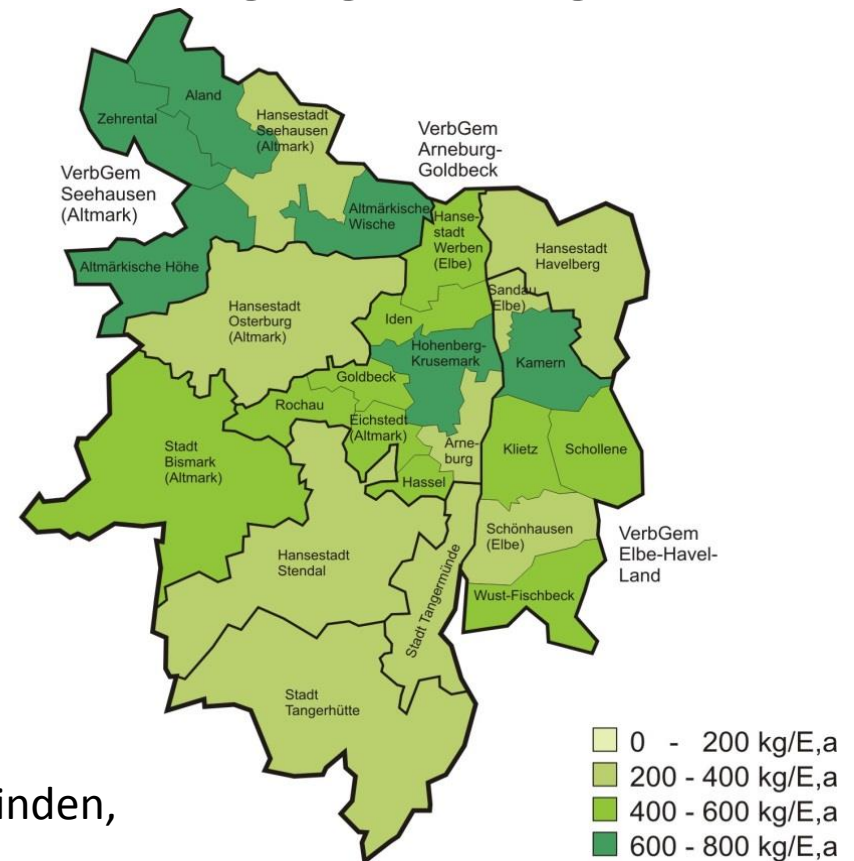 Aland
Zehrental
Hansestadt
Seehausen
(Altmark)
VerbGem
Arneburg-
Goldbeck
VerbGem
Seehausen
(Altmark)
Altmärkische
Wische
Hanse-
stadt
Werben
(Elbe)
Hansestadt
Havelberg
Altmärkische Höhe
Sandau
(Elbe)
Hansestadt
Osterburg
(Altmark)
Iden
Hohenberg-
Krusemark
Kamern
Goldbeck
Rochau
Eichstedt
(Altmark)
Arne-
burg
Stadt
Bismark
(Altmark)
Klietz
Schollene
Hassel
Schönhausen
(Elbe)
VerbGem
Elbe-Havel-
Land
Hansestadt
Stendal
Stadt Tangermünde
Wust-Fischbeck
Stadt
Tangerhütte
0 - 200 kg/E,a
200 - 400 kg/E,a
400 - 600 kg/E,a
600 - 800 kg/E,a
inden,